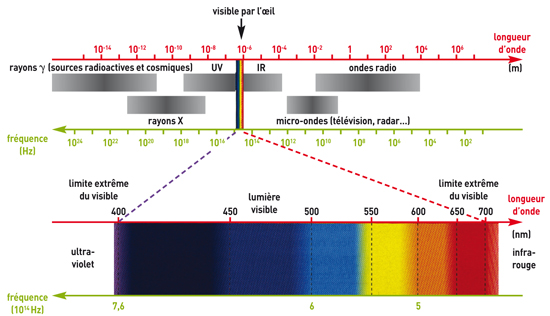 visible par l'œil
10⁻¹⁴ 10⁻¹² 10⁻¹⁰ 10⁻⁸ 10⁻⁶ 10⁻⁴ 10⁻² 1 10² 10⁴ 10⁶ longueur d'onde
rayons γ (sources radioactives et cosmiques) UV IR ondes radio (m)
rayons X micro-ondes (télévision, radar...)
fréquence (Hz) 10²⁴ 10²² 10²⁰ 10¹⁸ 10¹⁶ 10¹⁴ 10¹² 10¹⁰ 10⁸ 10⁶ 10⁴ 10²
limite extrême du visible lumière visible limite extrême du visible longueur d'onde
400 450 500 550 600 650 700 (nm)
ultra-violet infra-rouge
fréquence (10¹⁴ Hz) 7,6 6 5